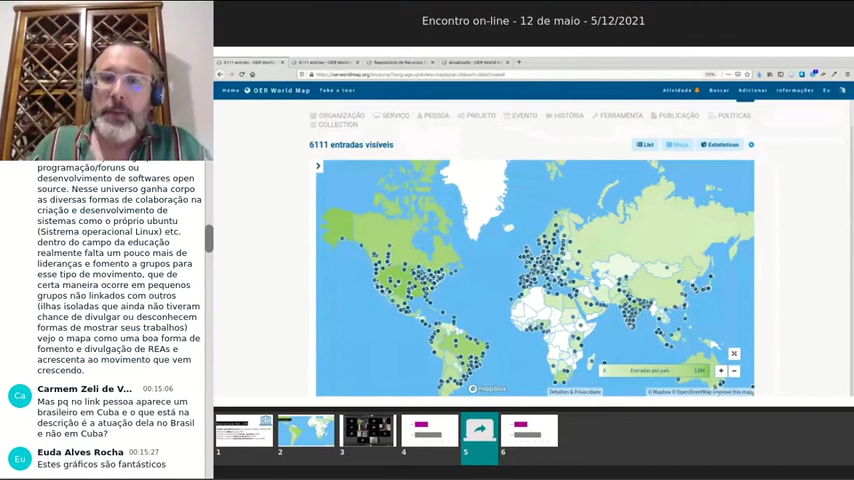 Encontro on-line - 12 de maio - 5/12/2021
programação/foruns ou
desenvolvimento de softwares open
source. Nesse universo ganha corpo
as diversas formas de colaboração na
criação e desenvolvimento de
sistemas como o próprio ubuntu
(Sistrema operacional Linux) etc.
dentro do campo da educação
realmente falta um pouco mais de
lideranças e fomento a grupos para
esse tipo de movimento, que de
certa maneira ocorre em pequenos
grupos não linkados com outros
(ilhas isoladas que ainda não tiveram
chance de divulgar ou desconhecem
formas de mostrar seus trabalhos)
vejo o mapa como uma boa forma de
fomento e divulgação de REAs e
acrescenta ao movimento que vem
crescendo.
Ca
Carmem Zeli de V... 00:15:06
Mas pq no link pessoa aparece um
brasileiro em Cuba e o que está na
descrição é a atuação dela no Brasil
e não em Cuba?
Eu
Euda Alves Rocha 00:15:27
Estes gráficos são fantásticos
Home OER World Map Take a tour Atividade Buscar Adicionar Informações Eu
ORGANIZAÇÃO SERVIÇO PESSOA PROJETO EVENTO HISTÓRIA FERRAMENTA PUBLICAÇÃO POLÍTICAS
COLLECTION
6111 entradas visíveis List Mapa Estatísticas
0 Entradas por país
+ −
mapbox Detalhes & Privacidade © Mapbox © OpenStreetMap Improve this map
1 2 3 4 5 6